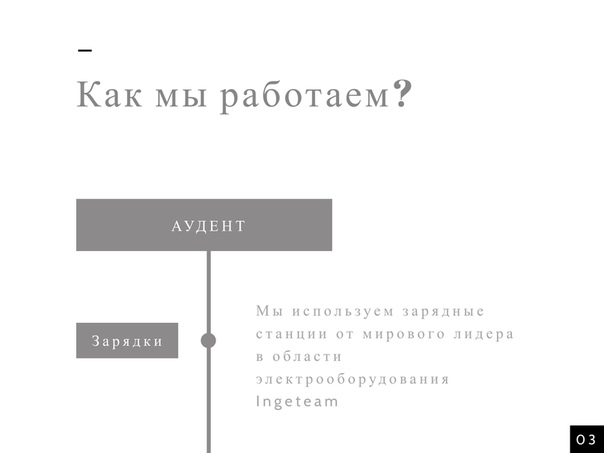 Как мы работаем?
АУДЕНТ
Зарядки
Мы используем зарядные
станции от мирового лидера
в области
электрооборудования
Ingeteam
03